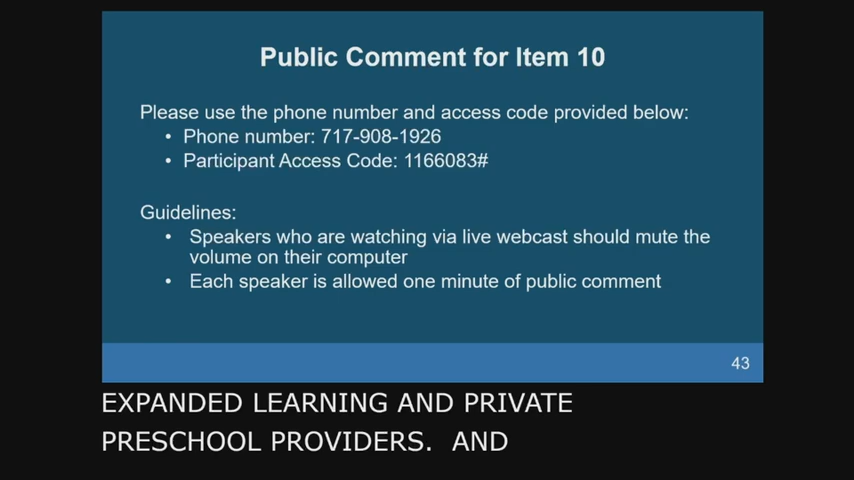 Public Comment for Item 10
Please use the phone number and access code provided below:
• Phone number: 717-908-1926
• Participant Access Code: 1166083#
Guidelines:
• Speakers who are watching via live webcast should mute the
volume on their computer
• Each speaker is allowed one minute of public comment
43
EXPANDED LEARNING AND PRIVATE
PRESCHOOL PROVIDERS.  AND